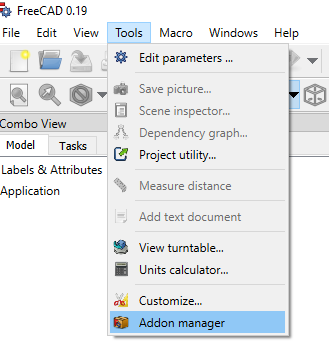 FreeCAD 0.19
File Edit View Tools Macro Windows Help
Edit parameters ...
Save picture...
Scene inspector...
Dependency graph...
Project utility...
Measure distance
Add text document
View turntable...
Units calculator...
Customize...
Addon manager
Combo View
Model Tasks
Labels & Attributes
Application